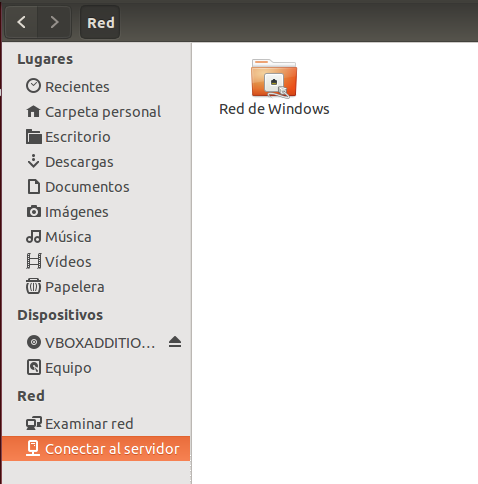 Red
Lugares
Recientes
Carpeta personal
Escritorio
Descargas
Documentos
Imágenes
Música
Vídeos
Papelera
Dispositivos
VBOXADDITIO...
Equipo
Red
Examinar red
Conectar al servidor
Red de Windows